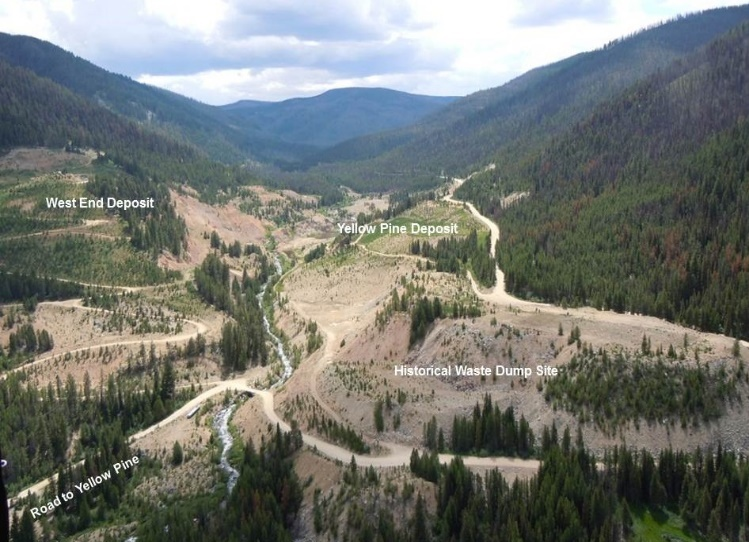 West End Deposit
Yellow Pine Deposit
Historical Waste Dump Site
Road to Yellow Pine